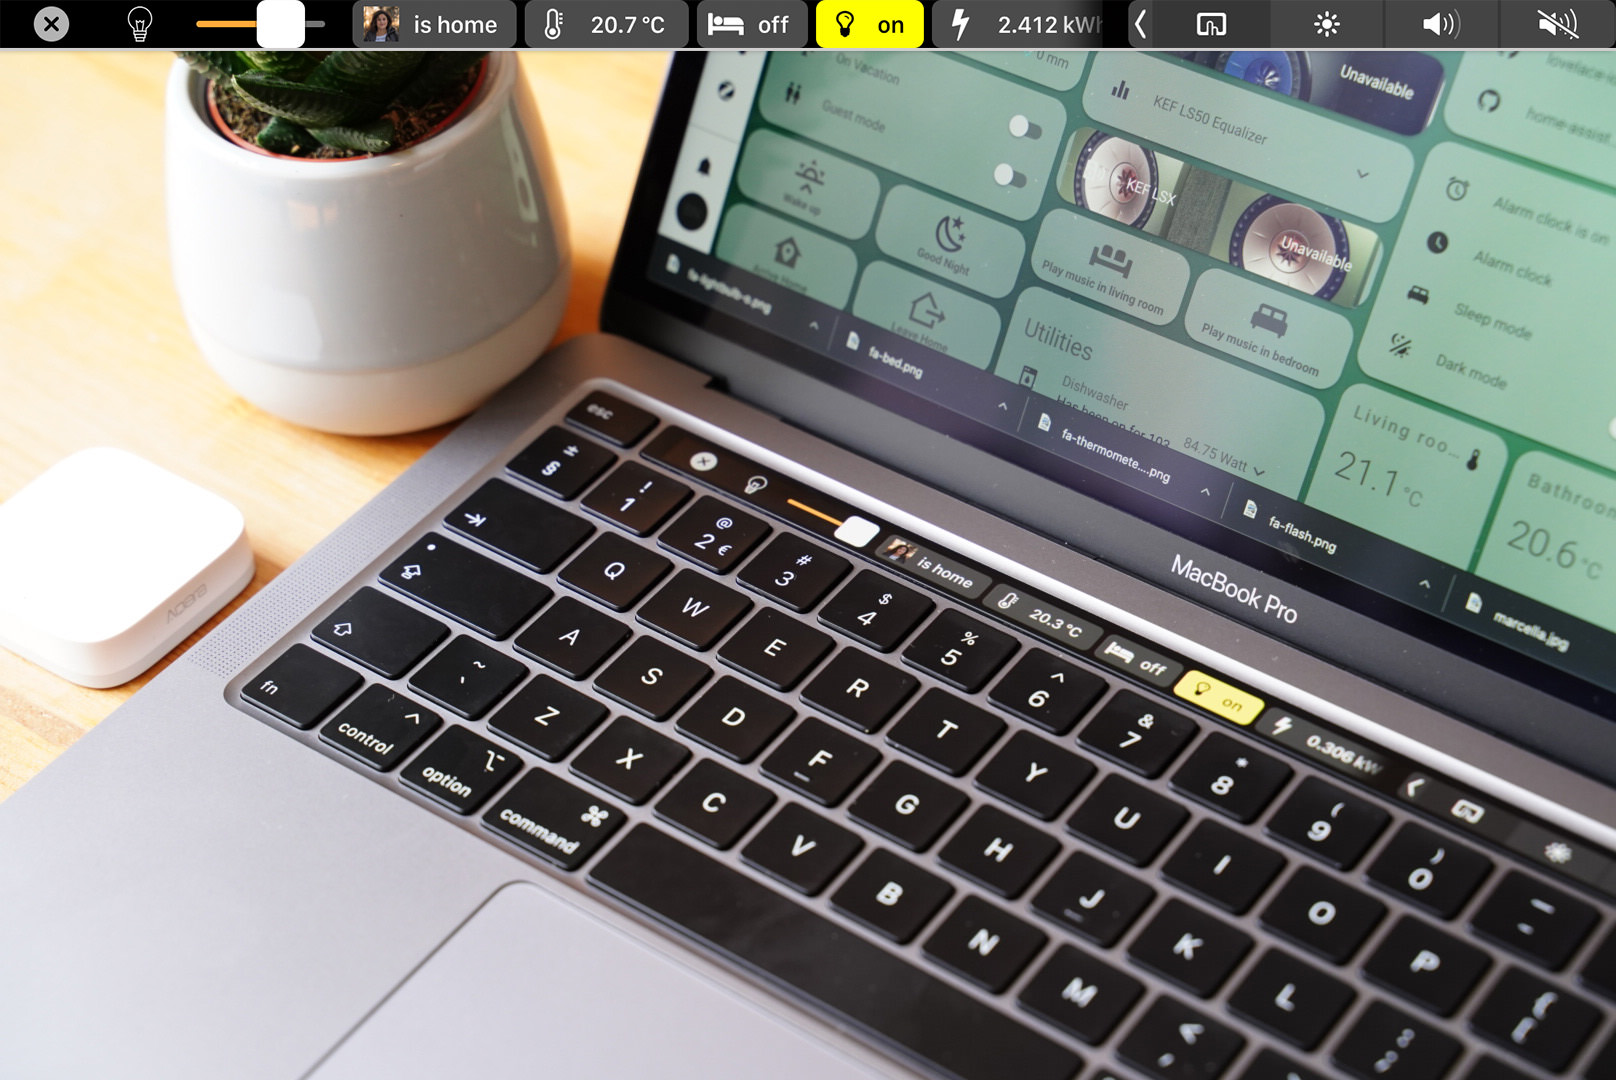 is home
20.7 °C
off
on
2.412 kWh
On Vacation
Guest mode
0 mm
Wake up
Good Night
Arrive Home
Leave Home
KEF LS50 Equalizer
Unavailable
KEF LSX
Unavailable
Play music in living room
Play music in bedroom
Utilities
Dishwasher
84.75 Watt
Alarm clock is on
Alarm clock
Sleep mode
Dark mode
Living roo...
21.1 °C
Bathroom
20.6 °C
fa-lightbulb-o.png
fa-bed.png
fa-thermomete....png
fa-flash.png
marcella.jpg
MacBook Pro
Aqara
esc
is home
20.3 °C
off
on
0.306 kW
± §
! 1
@ 2 €
# 3
$ 4
% 5
^ 6
& 7
* 8
( 9
) 0
Q W E R T Y U I O P
A S D F G H J K L
~ `
Z X C V B N M
fn
control
option
command